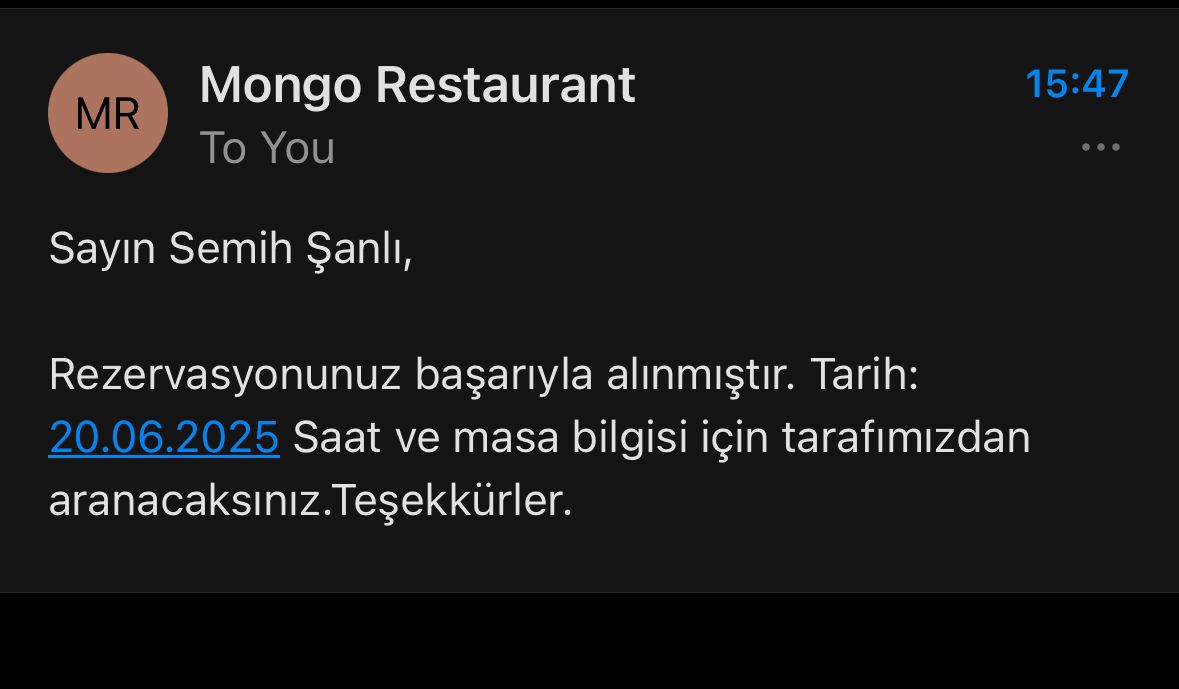 MR
Mongo Restaurant
15:47
To You
...
Sayın Semih Şanlı,
Rezervasyonunuz başarıyla alınmıştır. Tarih:
20.06.2025 Saat ve masa bilgisi için tarafımızdan
aranacaksınız.Teşekkürler.